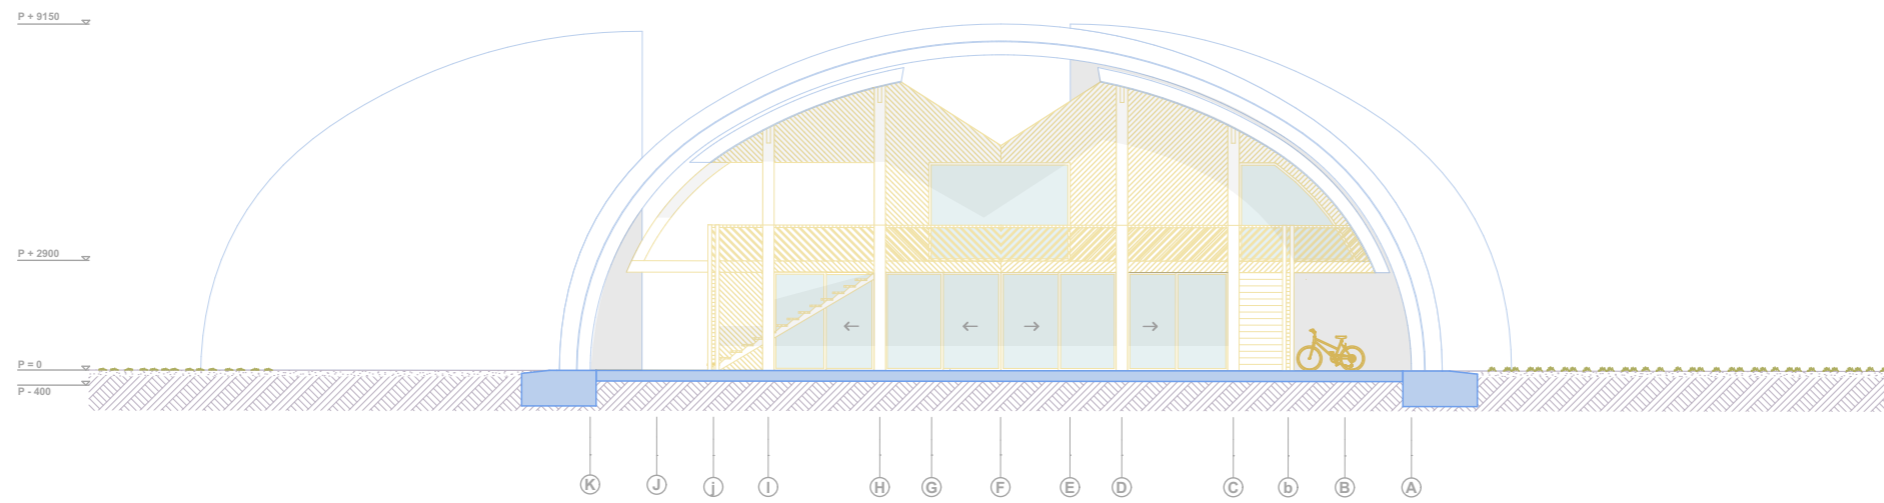 P + 9150
P + 2900
P = 0
P - 400
K J j I H G F E D C b B A